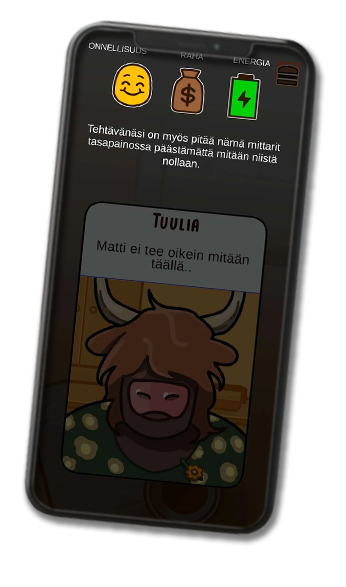 ONNELLISUUS RAHA ENERGIA
$
Tehtävänäsi on myös pitää nämä mittarit
tasapainossa päästämättä mitään niistä
nollaan.
TUULIA
Matti ei tee oikein mitään
täällä..